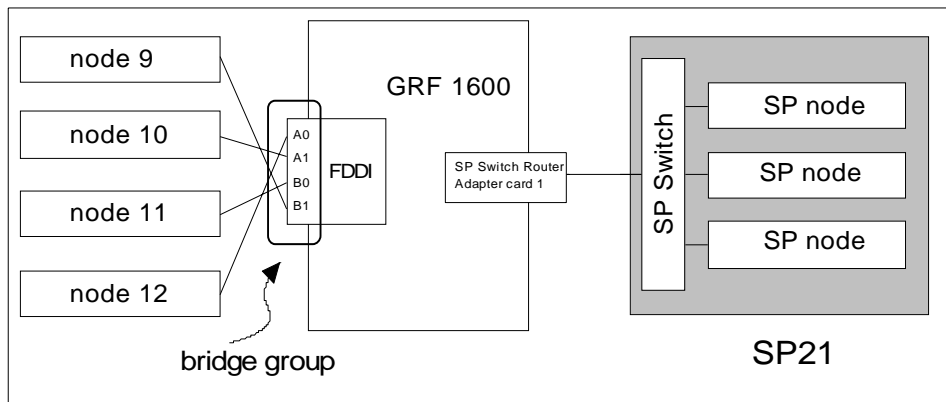 node 9
node 10
node 11
node 12
A0
A1
B0
B1
FDDI
bridge group
GRF 1600
SP Switch Router
Adapter card 1
SP Switch
SP node
SP node
SP node
SP21